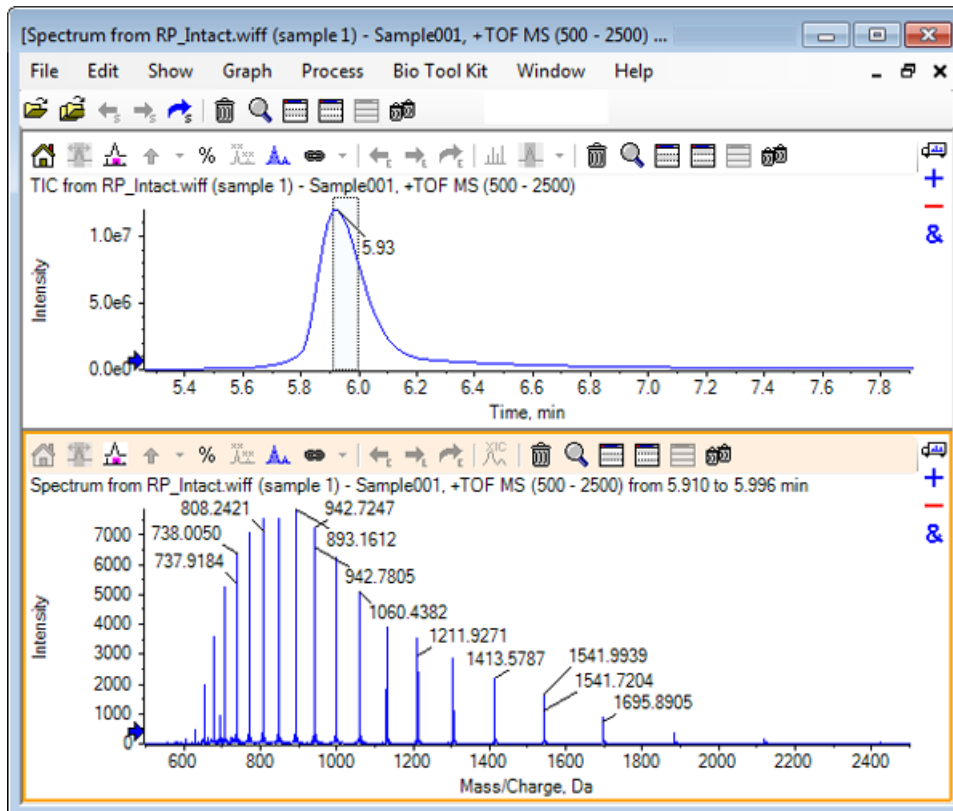 [Spectrum from RP_Intact.wiff (sample 1) - Sample001, +TOF MS (500 - 2500) ...
File Edit Show Graph Process Bio Tool Kit Window Help
S S S
% xx E E E
TIC from RP_Intact.wiff (sample 1) - Sample001, +TOF MS (500 - 2500)
&
Intensity
1.0e7
5.0e6
0.0e0
5.93
5.4 5.6 5.8 6.0 6.2 6.4 6.6 6.8 7.0 7.2 7.4 7.6 7.8
Time, min
% xx E E E XIC
Spectrum from RP_Intact.wiff (sample 1) - Sample001, +TOF MS (500 - 2500) from 5.910 to 5.996 min
&
Intensity
7000
6000
5000
4000
3000
2000
1000
0
808.2421
942.7247
738.0050
893.1612
737.9184
942.7805
1060.4382
1211.9271
1413.5787
1541.9939
1541.7204
1695.8905
600 800 1000 1200 1400 1600 1800 2000 2200 2400
Mass/Charge, Da